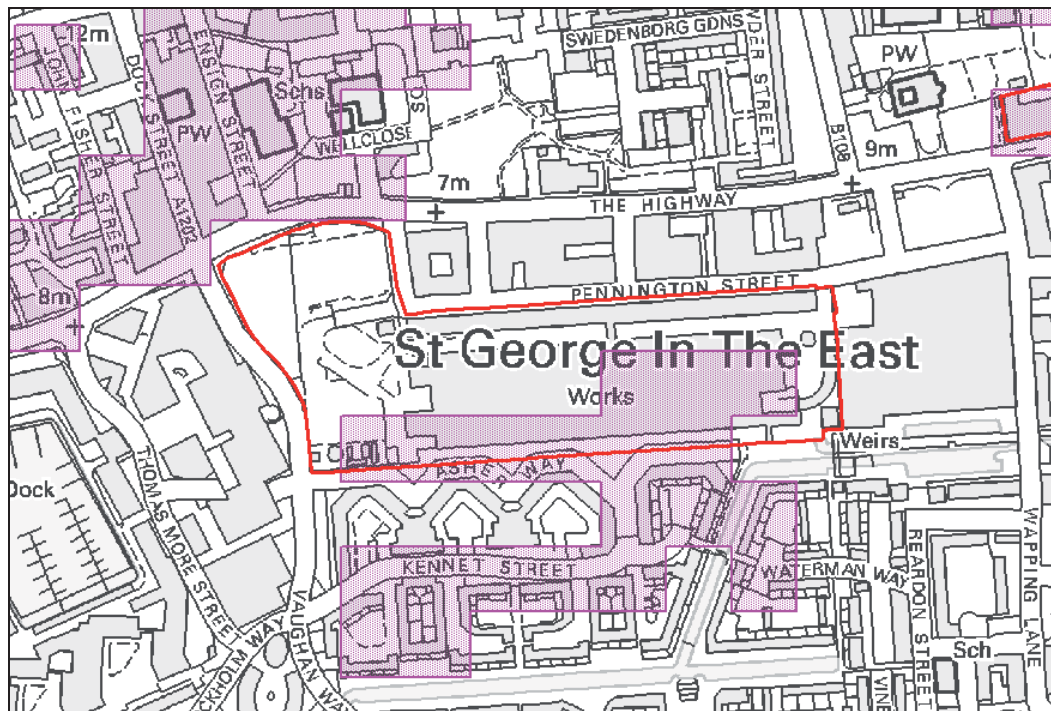 12m
SWEDENBORG GDNS
PW
JOHN FISHER STREET
DOCK STREET
ENSIGN STREET
Schs
PW
WELLCLOSE
SQ
A1202
B108
9m
7m
THE HIGHWAY
8m
PENNINGTON STREET
St George In The East
Works
Weirs
ASHER WAY
Dock
THOMAS MORE STREET
KENNET STREET
WATERMAN WAY
REARDON STREET
WAPPING LANE
VAUGHAN WAY
Sch